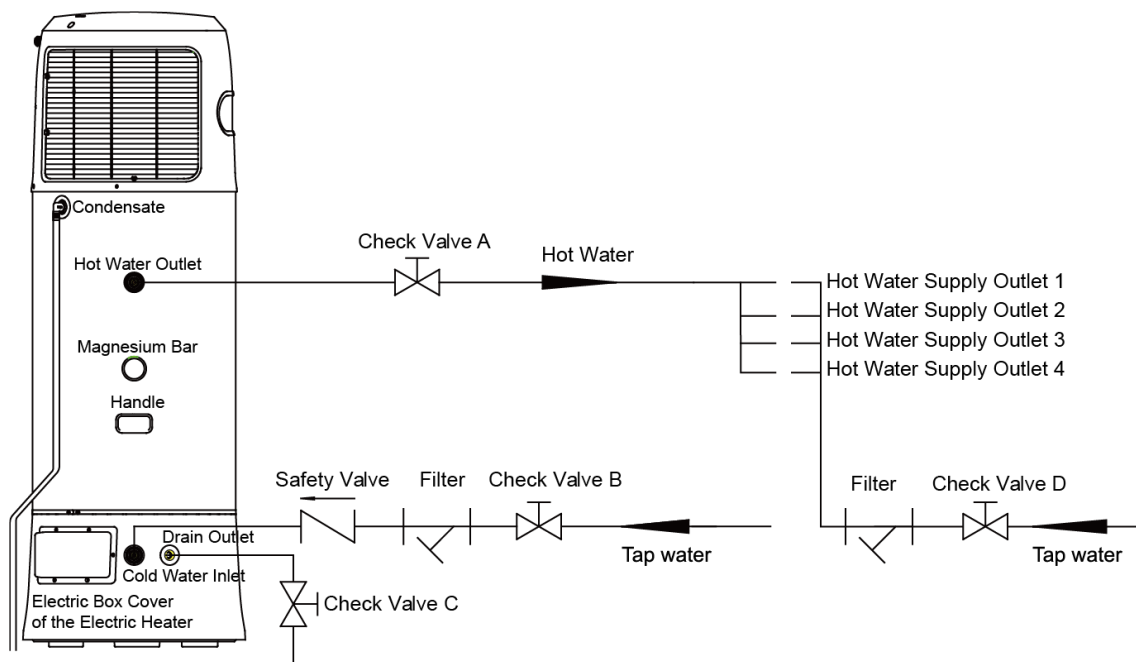 Condensate
Check Valve A
Hot Water
Hot Water Outlet
Hot Water Supply Outlet 1
Hot Water Supply Outlet 2
Hot Water Supply Outlet 3
Hot Water Supply Outlet 4
Magnesium Bar
Handle
Safety Valve
Filter
Check Valve B
Filter
Check Valve D
Drain Outlet
Tap water
Tap water
Cold Water Inlet
Electric Box Cover
of the Electric Heater
Check Valve C